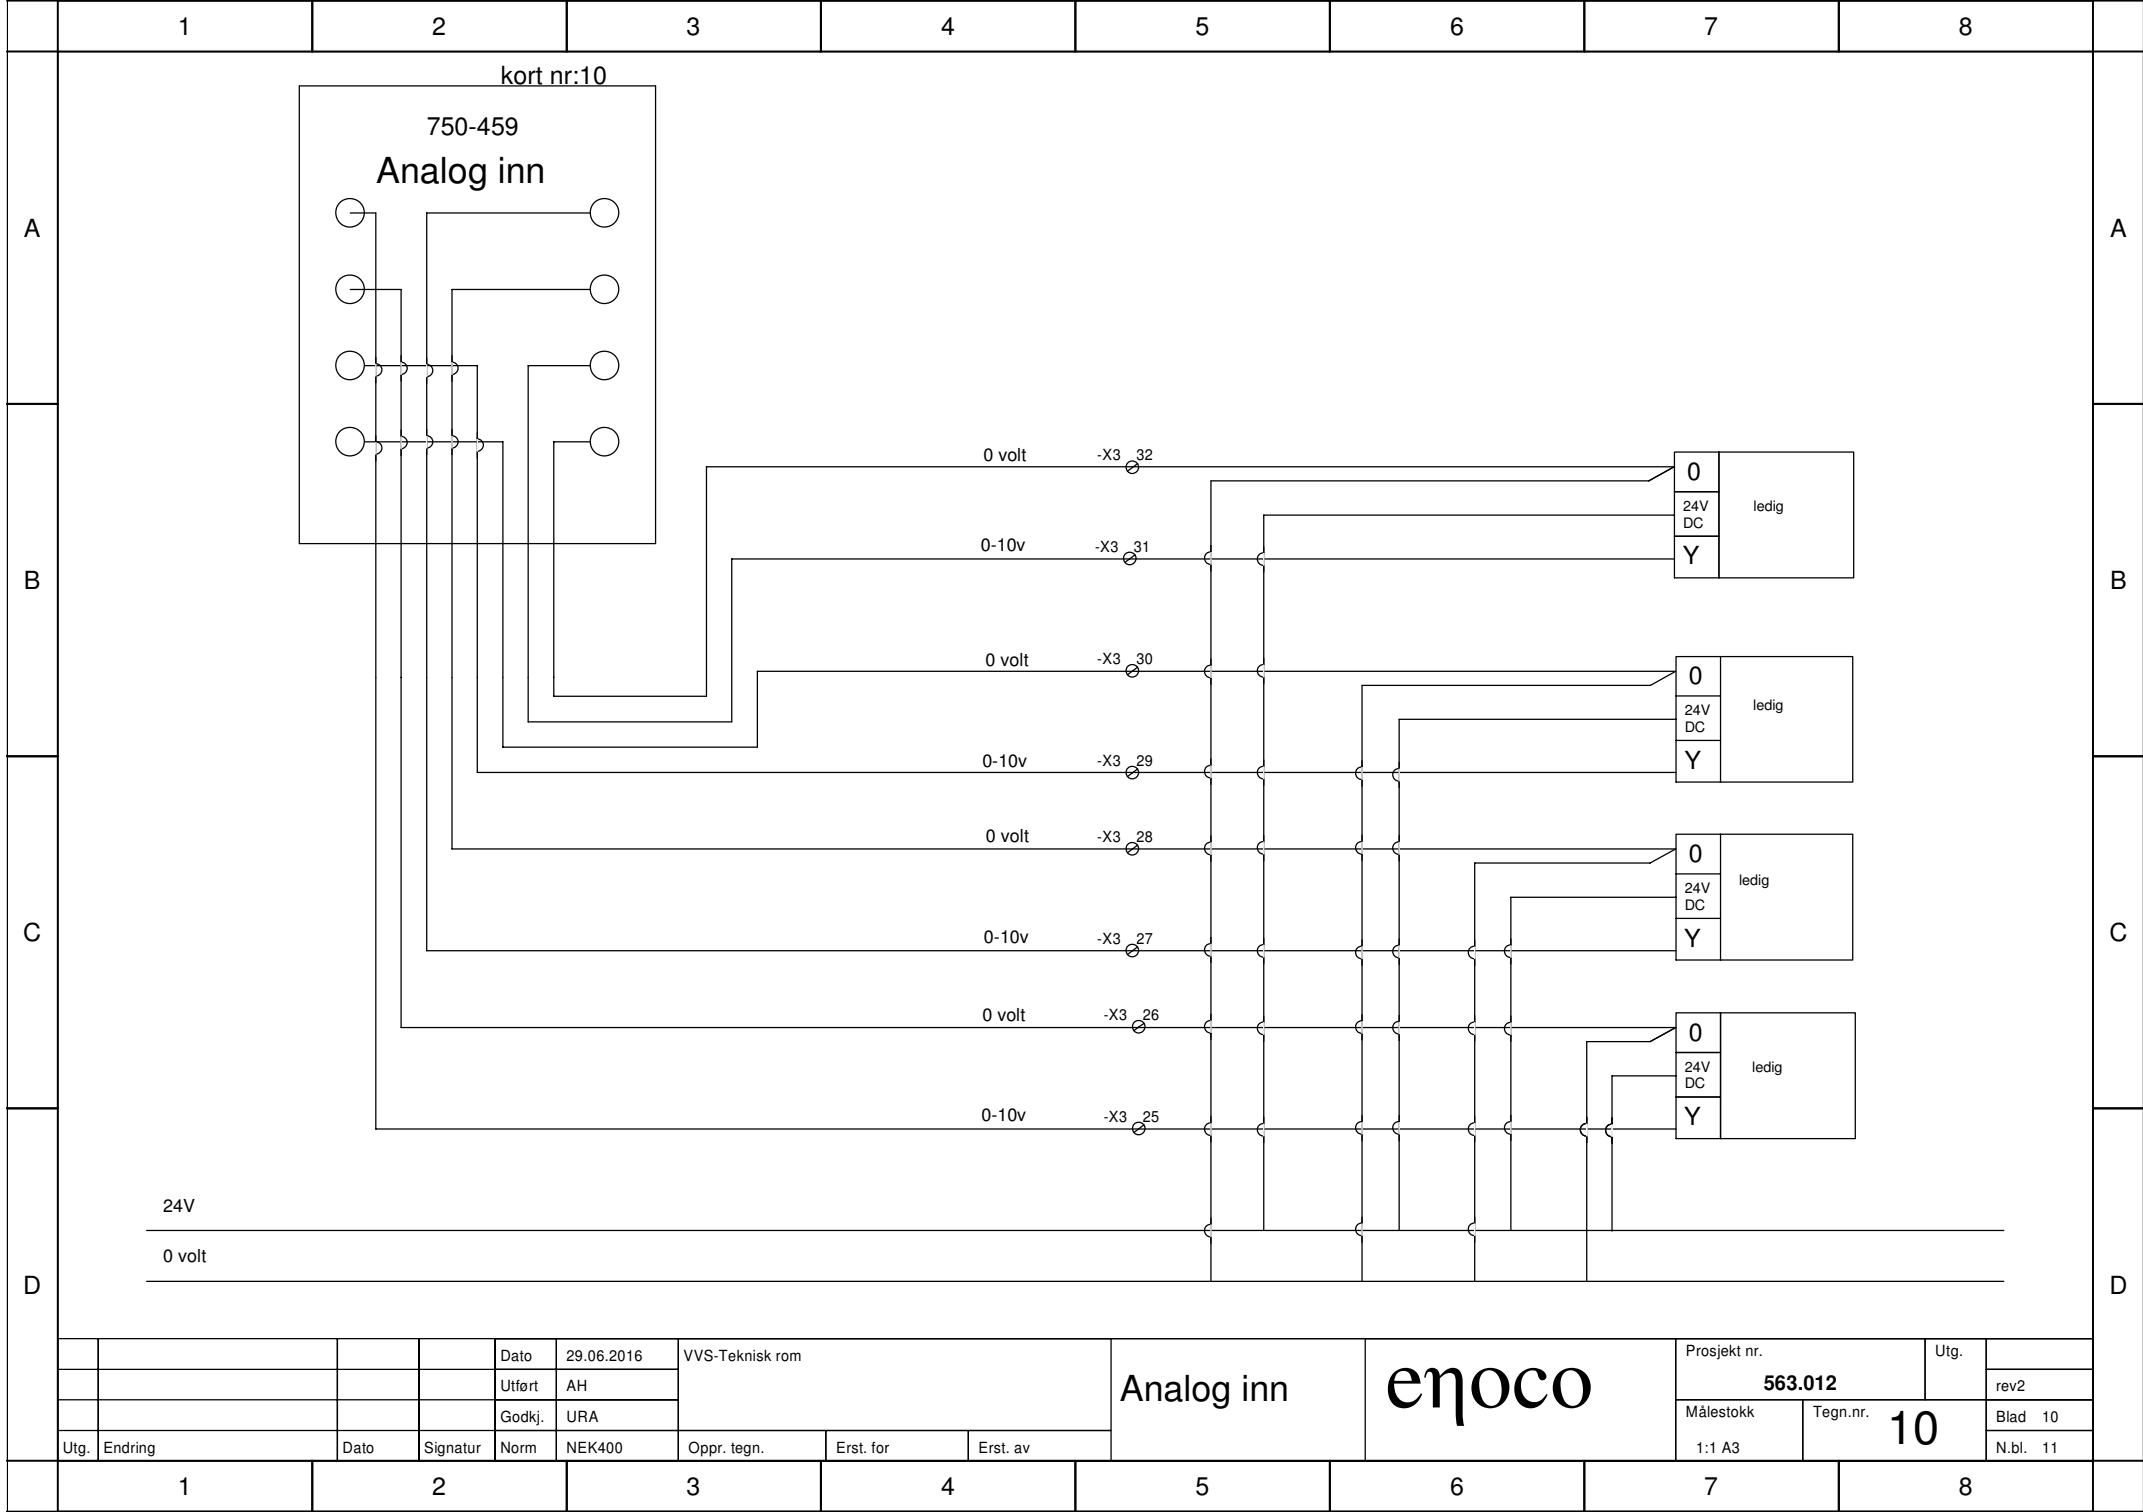 1 2 3 4 5 6 7 8
kort nr:10
750-459
Analog inn
A A
0 volt -X3 32
0
24V
DC
ledig
0-10v -X3 31
Y
B B
0 volt -X3 30
0
24V
DC
ledig
0-10v -X3 29
Y
0 volt -X3 28
0
24V
DC
ledig
0-10v -X3 27
Y
C C
0 volt -X3 26
0
24V
DC
ledig
0-10v -X3 25
Y
24V
0 volt
D D
Dato 29.06.2016 VVS-Teknisk rom
Utført AH
Godkj. URA
Utg. Endring Dato Signatur Norm NEK400 Oppr. tegn. Erst. for Erst. av
Analog inn
eηoco
Prosjekt nr. Utg.
563.012 rev2
Målestokk Tegn.nr. 10 Blad 10
1:1 A3 N.bl. 11
1 2 3 4 5 6 7 8